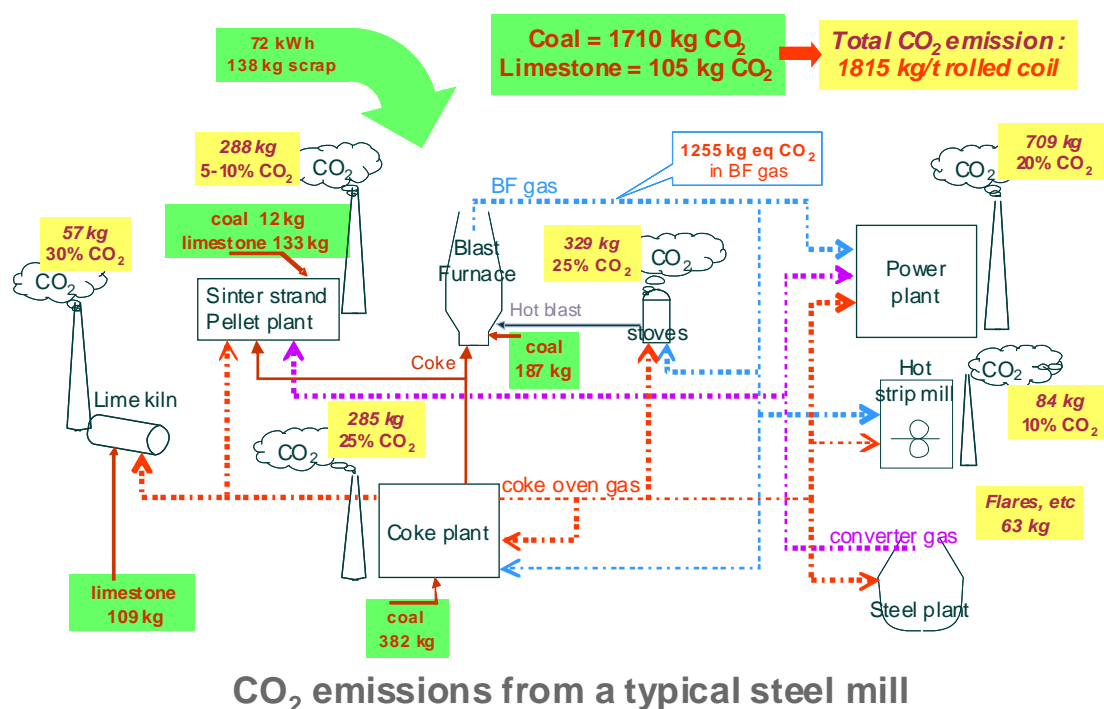 72 kWh
138 kg scrap
Coal = 1710 kg CO₂
Limestone = 105 kg CO₂
Total CO₂ emission :
1815 kg/t rolled coil
288 kg
5-10% CO₂
CO₂
1255 kg eq CO₂
in BF gas
709 kg
20% CO₂
CO₂
BF gas
coal 12 kg
limestone 133 kg
57 kg
30% CO₂
CO₂
329 kg
25% CO₂
CO₂
Blast
Furnace
Power
plant
Sinter strand
Pellet plant
Hot blast
stoves
coal
187 kg
Coke
Hot
strip mill
CO₂
84 kg
10% CO₂
Lime kiln
285 kg
25% CO₂
CO₂
coke oven gas
Coke plant
Flares, etc
63 kg
converter gas
Steel plant
limestone
109 kg
coal
382 kg
CO₂ emissions from a typical steel mill